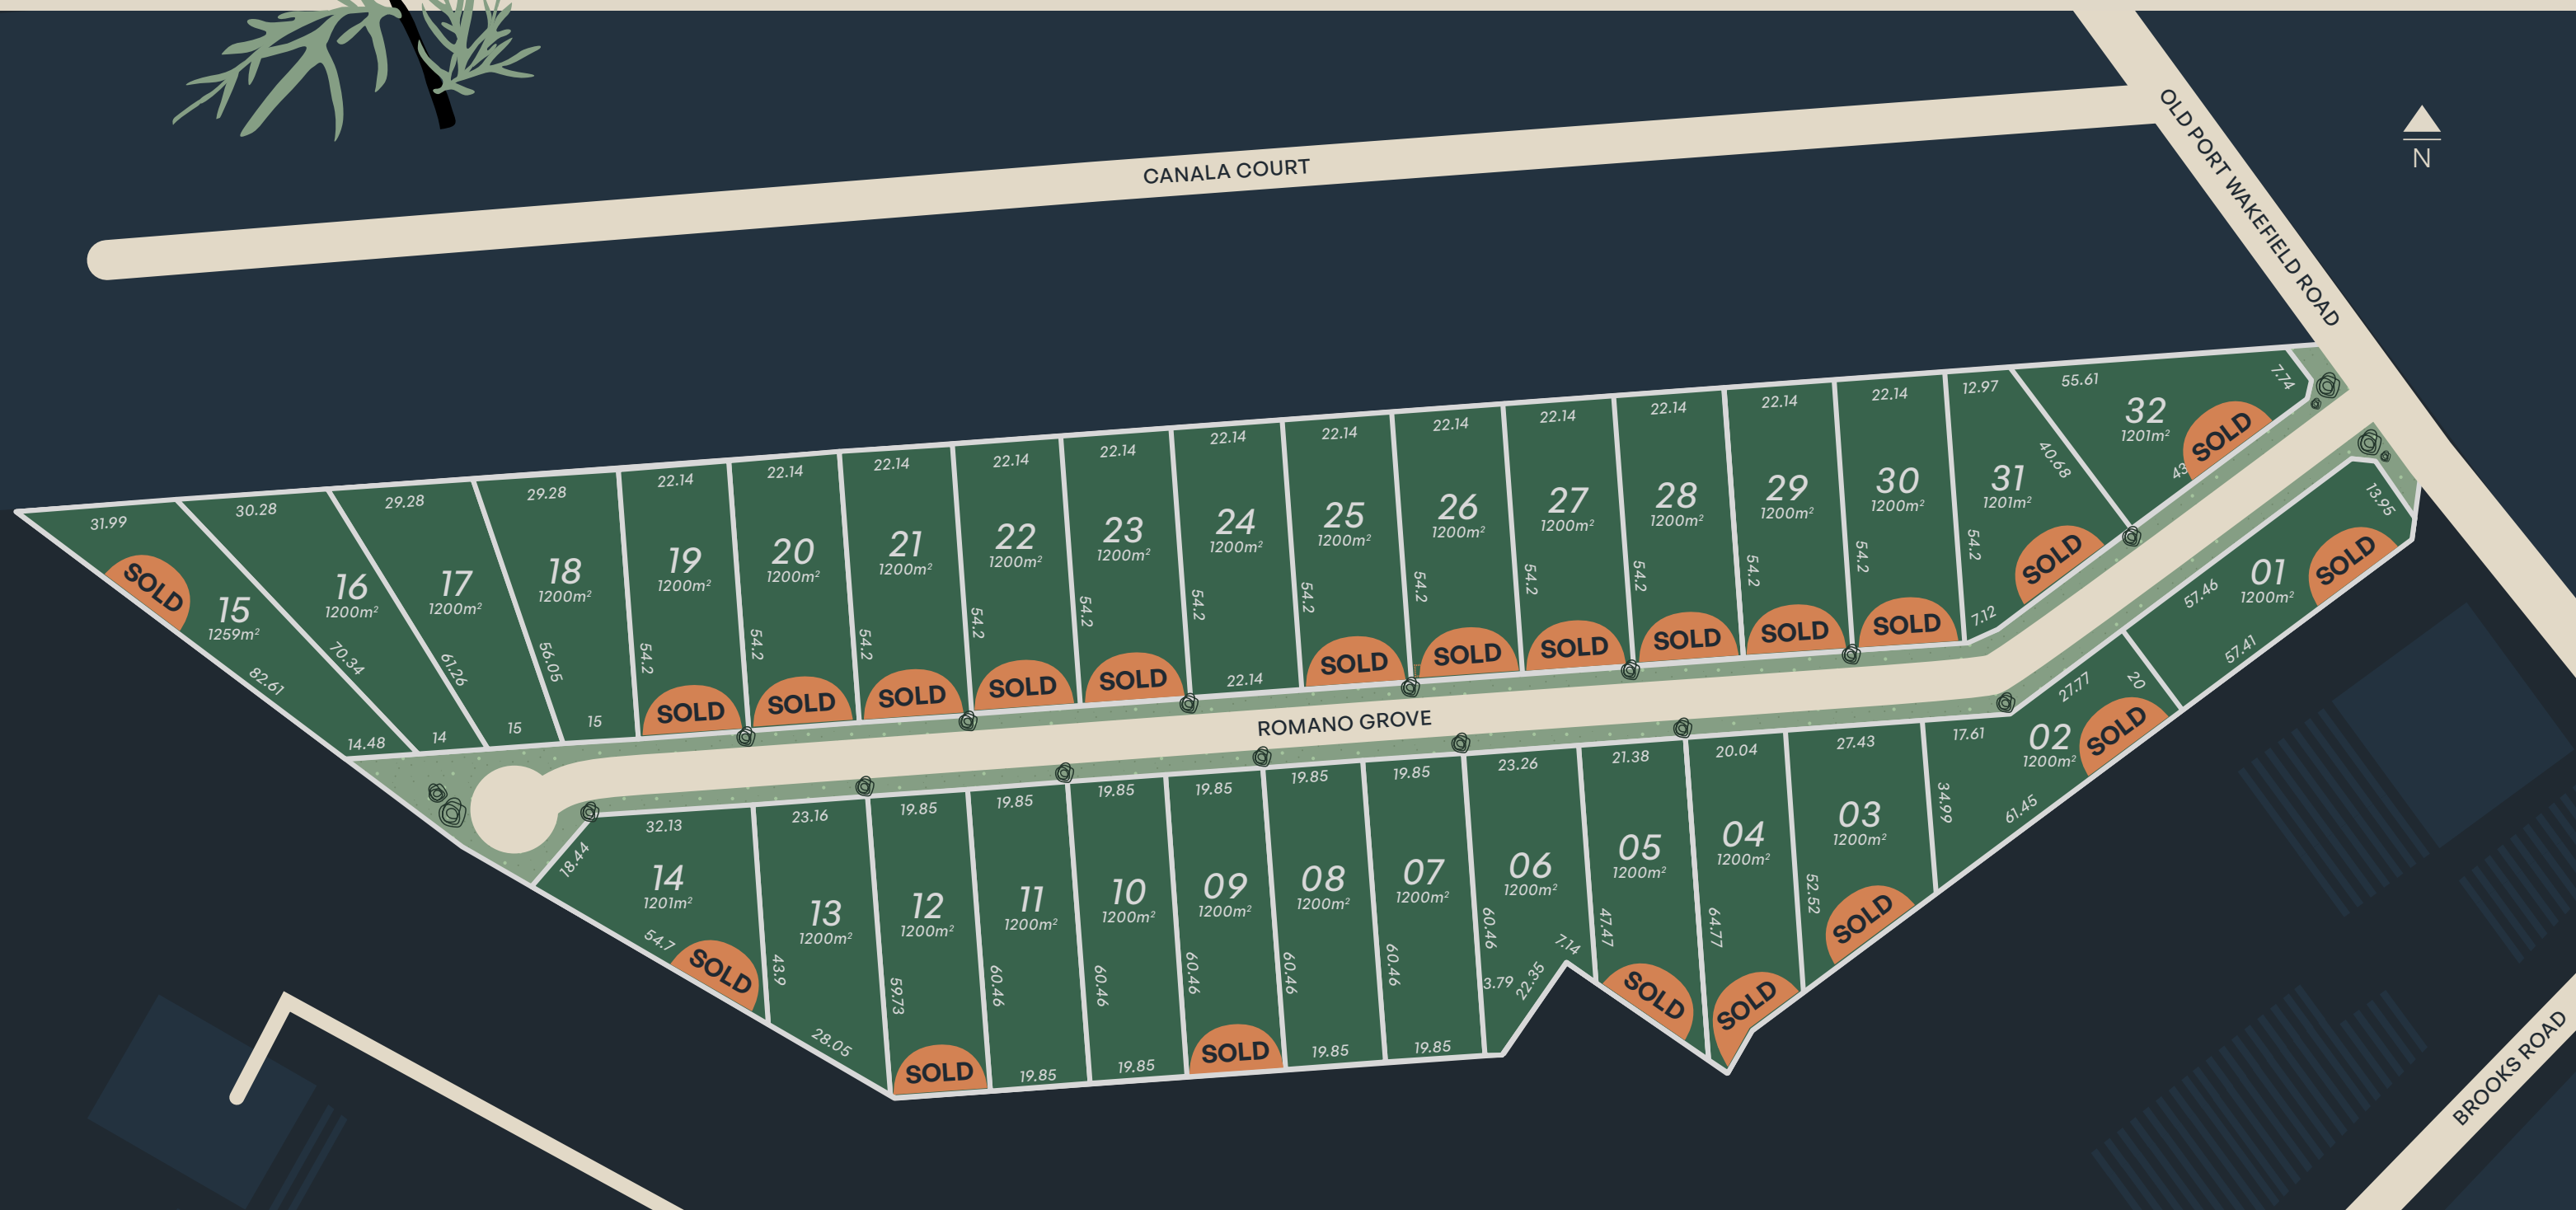 OLD PORT WAKEFIELD ROAD
N
CANALA COURT
31.99
SOLD
15
1259m²
82.61
14.48
30.28
16
1200m²
70.34
14
29.28
17
1200m²
61.26
15
29.28
18
1200m²
56.05
15
22.14
19
1200m²
54.2
SOLD
22.14
20
1200m²
54.2
SOLD
22.14
21
1200m²
54.2
SOLD
22.14
22
1200m²
54.2
SOLD
22.14
23
1200m²
54.2
SOLD
22.14
24
1200m²
54.2
22.14
22.14
25
1200m²
54.2
SOLD
22.14
26
1200m²
54.2
SOLD
22.14
27
1200m²
54.2
SOLD
22.14
28
1200m²
54.2
SOLD
22.14
29
1200m²
54.2
SOLD
22.14
30
1200m²
54.2
SOLD
12.97
31
1201m²
40.68
54.2
7.12
SOLD
55.61
7.74
32
1201m²
43
SOLD
ROMANO GROVE
32.13
18.44
14
1201m²
54.7
SOLD
23.16
13
1200m²
43.9
28.05
19.85
12
1200m²
59.73
SOLD
19.85
11
1200m²
60.46
19.85
19.85
10
1200m²
60.46
19.85
19.85
09
1200m²
60.46
SOLD
19.85
08
1200m²
60.46
19.85
19.85
07
1200m²
60.46
19.85
23.26
06
1200m²
60.46
7.14
22.35
3.79
21.38
05
1200m²
47.47
SOLD
20.04
04
1200m²
64.77
SOLD
27.43
03
1200m²
52.52
SOLD
17.61
27.77
20
02
1200m²
34.99
61.45
SOLD
13.95
57.46
01
1200m²
57.41
SOLD
BROOKS ROAD